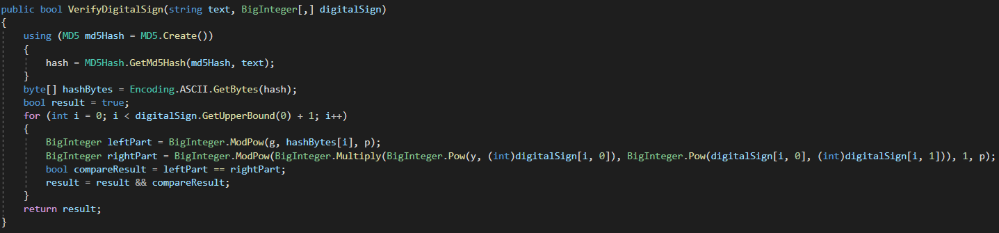 public bool VerifyDigitalSign(string text, BigInteger[,] digitalSign)
{
    using (MD5 md5Hash = MD5.Create())
    {
        hash = MD5Hash.GetMd5Hash(md5Hash, text);
    }
    byte[] hashBytes = Encoding.ASCII.GetBytes(hash);
    bool result = true;
    for (int i = 0; i < digitalSign.GetUpperBound(0) + 1; i++)
    {
        BigInteger leftPart = BigInteger.ModPow(g, hashBytes[i], p);
        BigInteger rightPart = BigInteger.ModPow(BigInteger.Multiply(BigInteger.Pow(y, (int)digitalSign[i, 0]), BigInteger.Pow(digitalSign[i, 0], (int)digitalSign[i, 1])), 1, p);
        bool compareResult = leftPart == rightPart;
        result = result && compareResult;
    }
    return result;
}